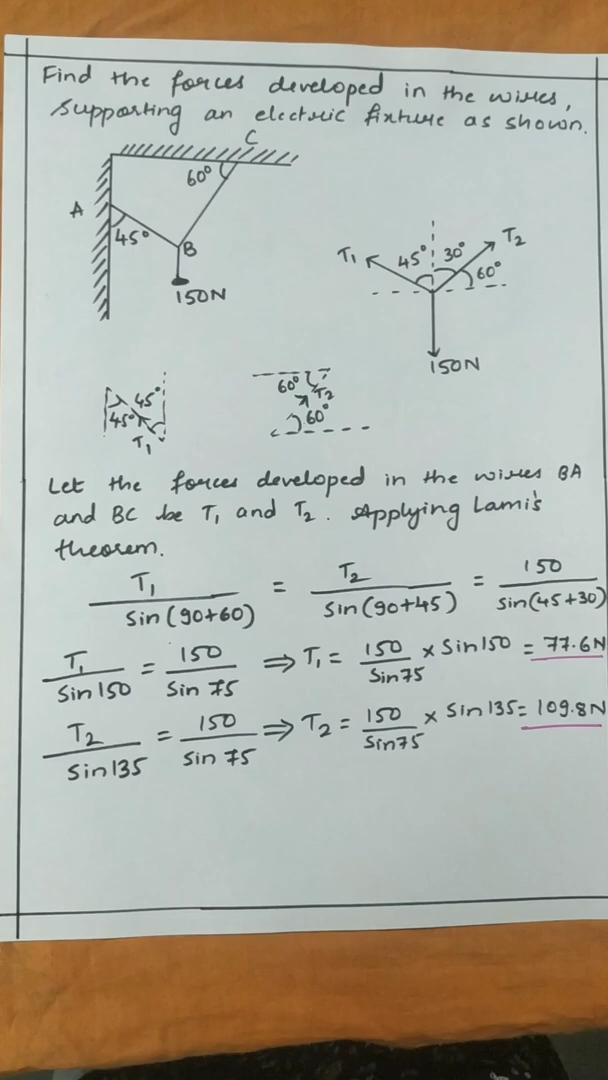 Find the forces developed in the wires,
supporting an electric fixture as shown.
C
60°
A
45°
B
150N
T₁
45°
30°
T₂
60°
150N
45°
45°
T₁
60°
T₂
60°
Let the forces developed in the wires BA
and BC be T₁ and T₂. Applying Lami's
theorem.
T₁ / sin(90+60) = T₂ / sin(90+45) = 150 / sin(45+30)
T₁ / sin150 = 150 / sin 75 ⇒ T₁ = 150 / sin75 × sin150 = 77.6N
T₂ / sin135 = 150 / sin 75 ⇒ T₂ = 150 / sin75 × sin135 = 109.8N